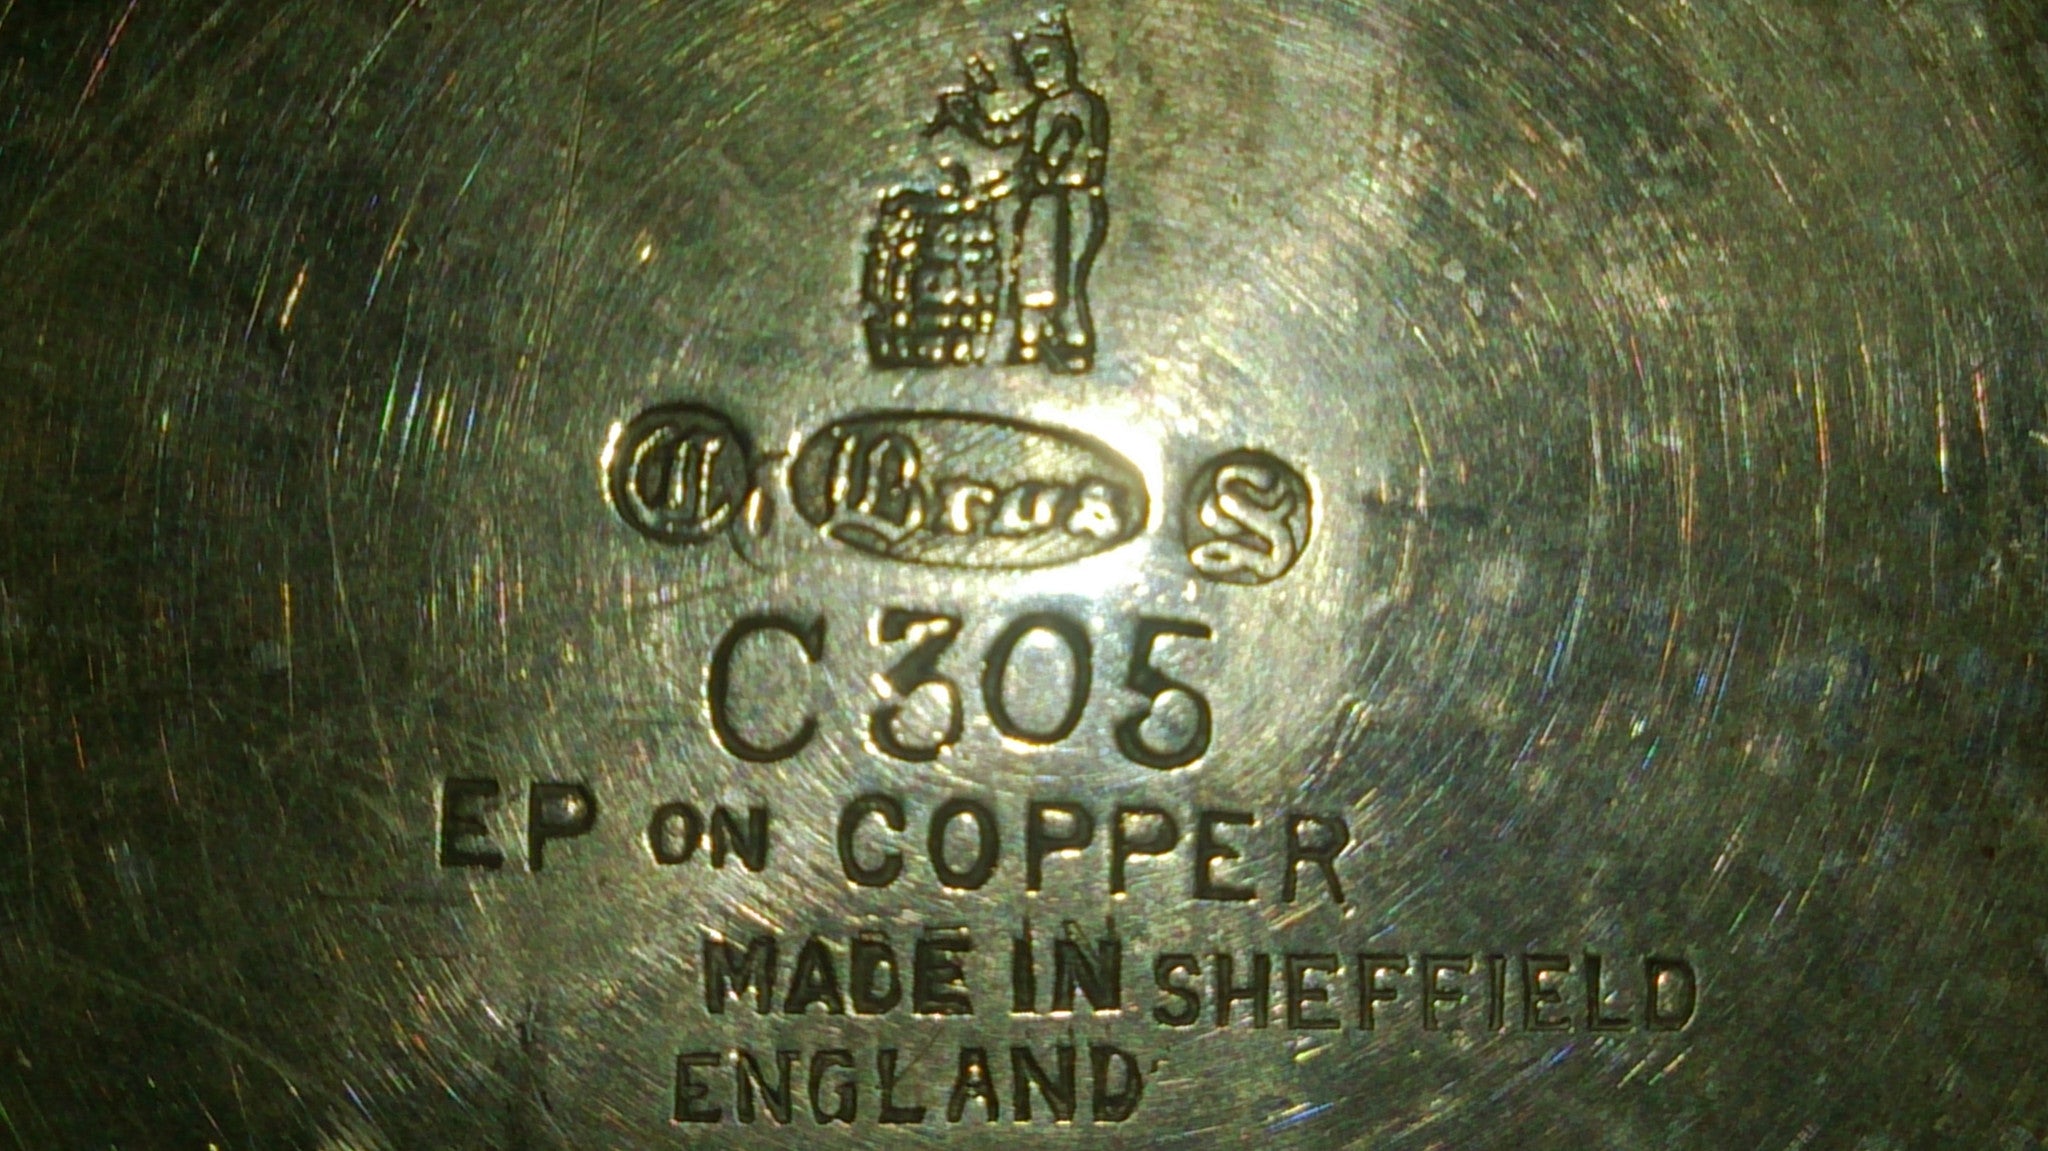 C Bros S
C305
EP ON COPPER
MADE IN SHEFFIELD
ENGLAND